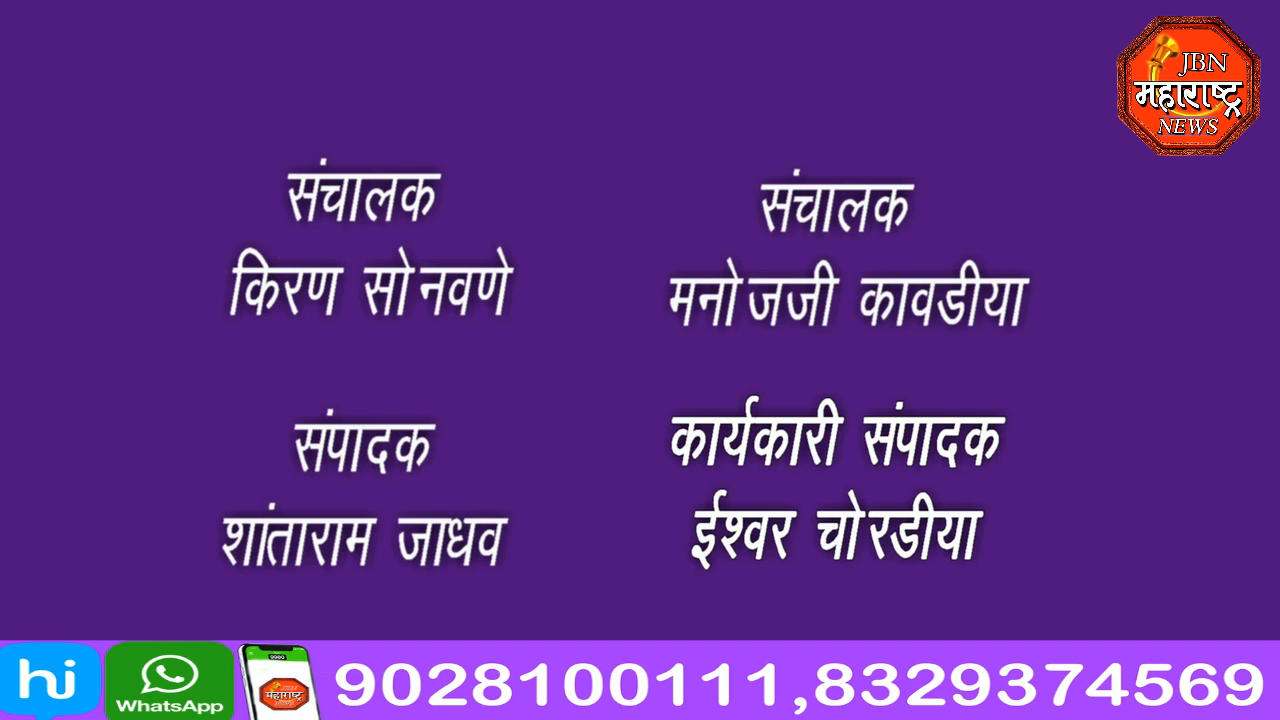 JBN
महाराष्ट्र
NEWS
संचालक
किरण सोनवणे
संचालक
मनोजजी कावडीया
संपादक
शांताराम जाधव
कार्यकारी संपादक
ईश्वर चोरडीया
hi
WhatsApp
महाराष्ट्र
9028100111,8329374569